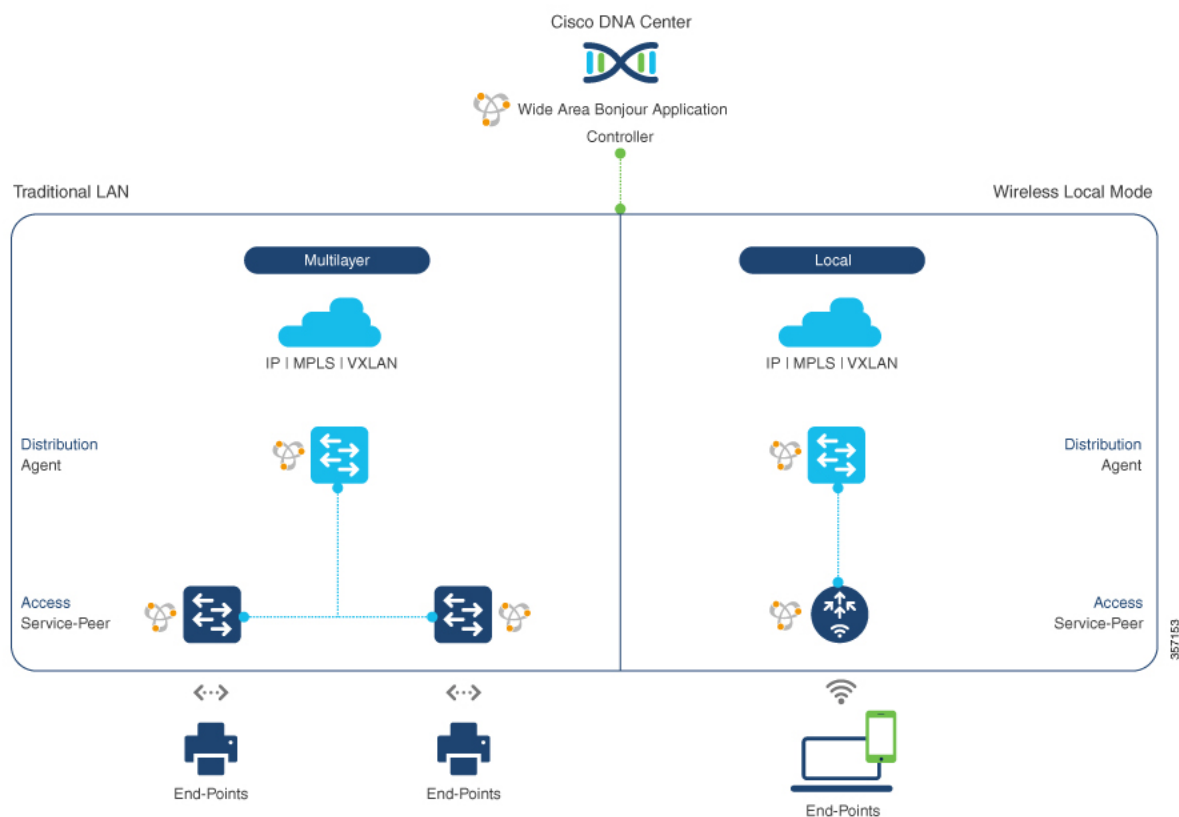 Cisco DNA Center
Wide Area Bonjour Application
Controller
Traditional LAN
Wireless Local Mode
Multilayer
Local
IP | MPLS | VXLAN
IP | MPLS | VXLAN
Distribution
Agent
Distribution
Agent
Access
Service-Peer
Access
Service-Peer
357153
End-Points
End-Points
End-Points